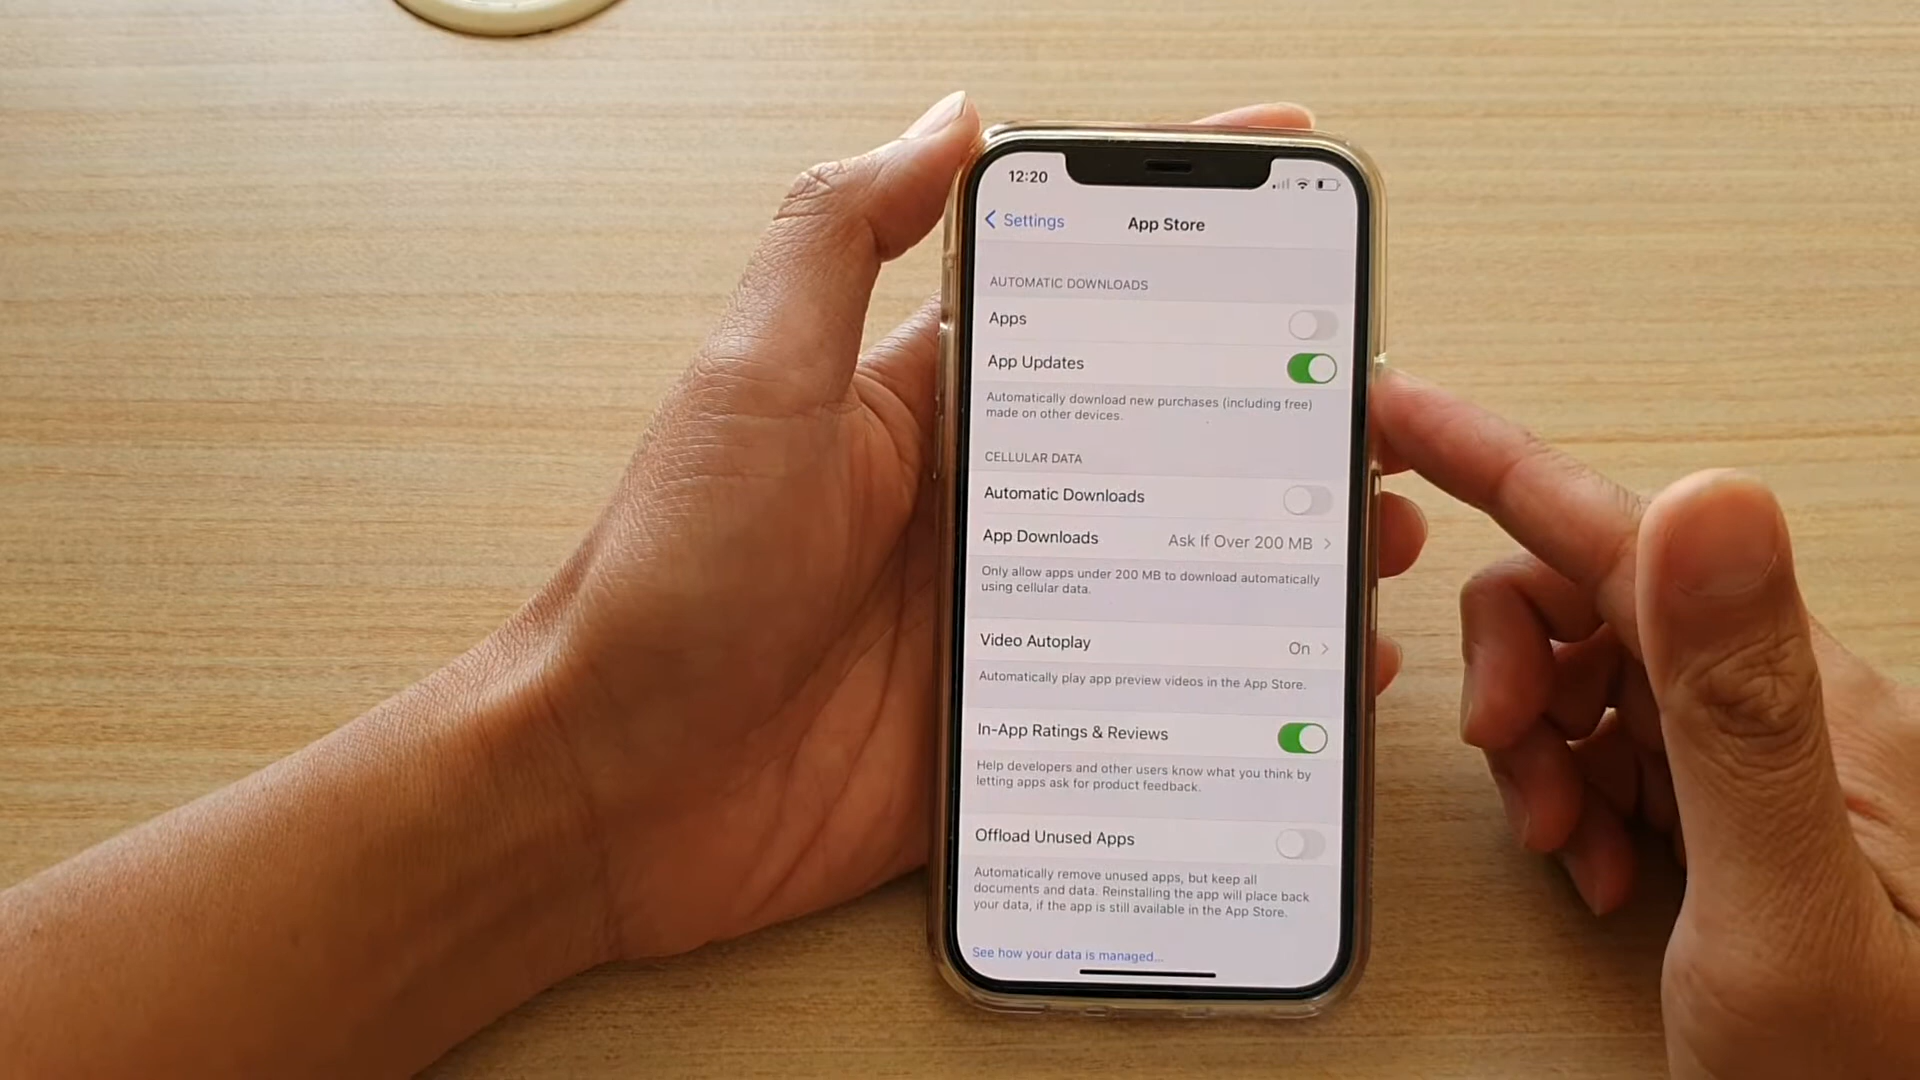 12:20
Settings
App Store
AUTOMATIC DOWNLOADS
Apps
App Updates
Automatically download new purchases (including free)
made on other devices.
CELLULAR DATA
Automatic Downloads
App Downloads Ask If Over 200 MB
Only allow apps under 200 MB to download automatically
using cellular data.
Video Autoplay On
Automatically play app preview videos in the App Store.
In-App Ratings & Reviews
Help developers and other users know what you think by
letting apps ask for product feedback.
Offload Unused Apps
Automatically remove unused apps, but keep all
documents and data. Reinstalling the app will place back
your data, if the app is still available in the App Store.
See how your data is managed...